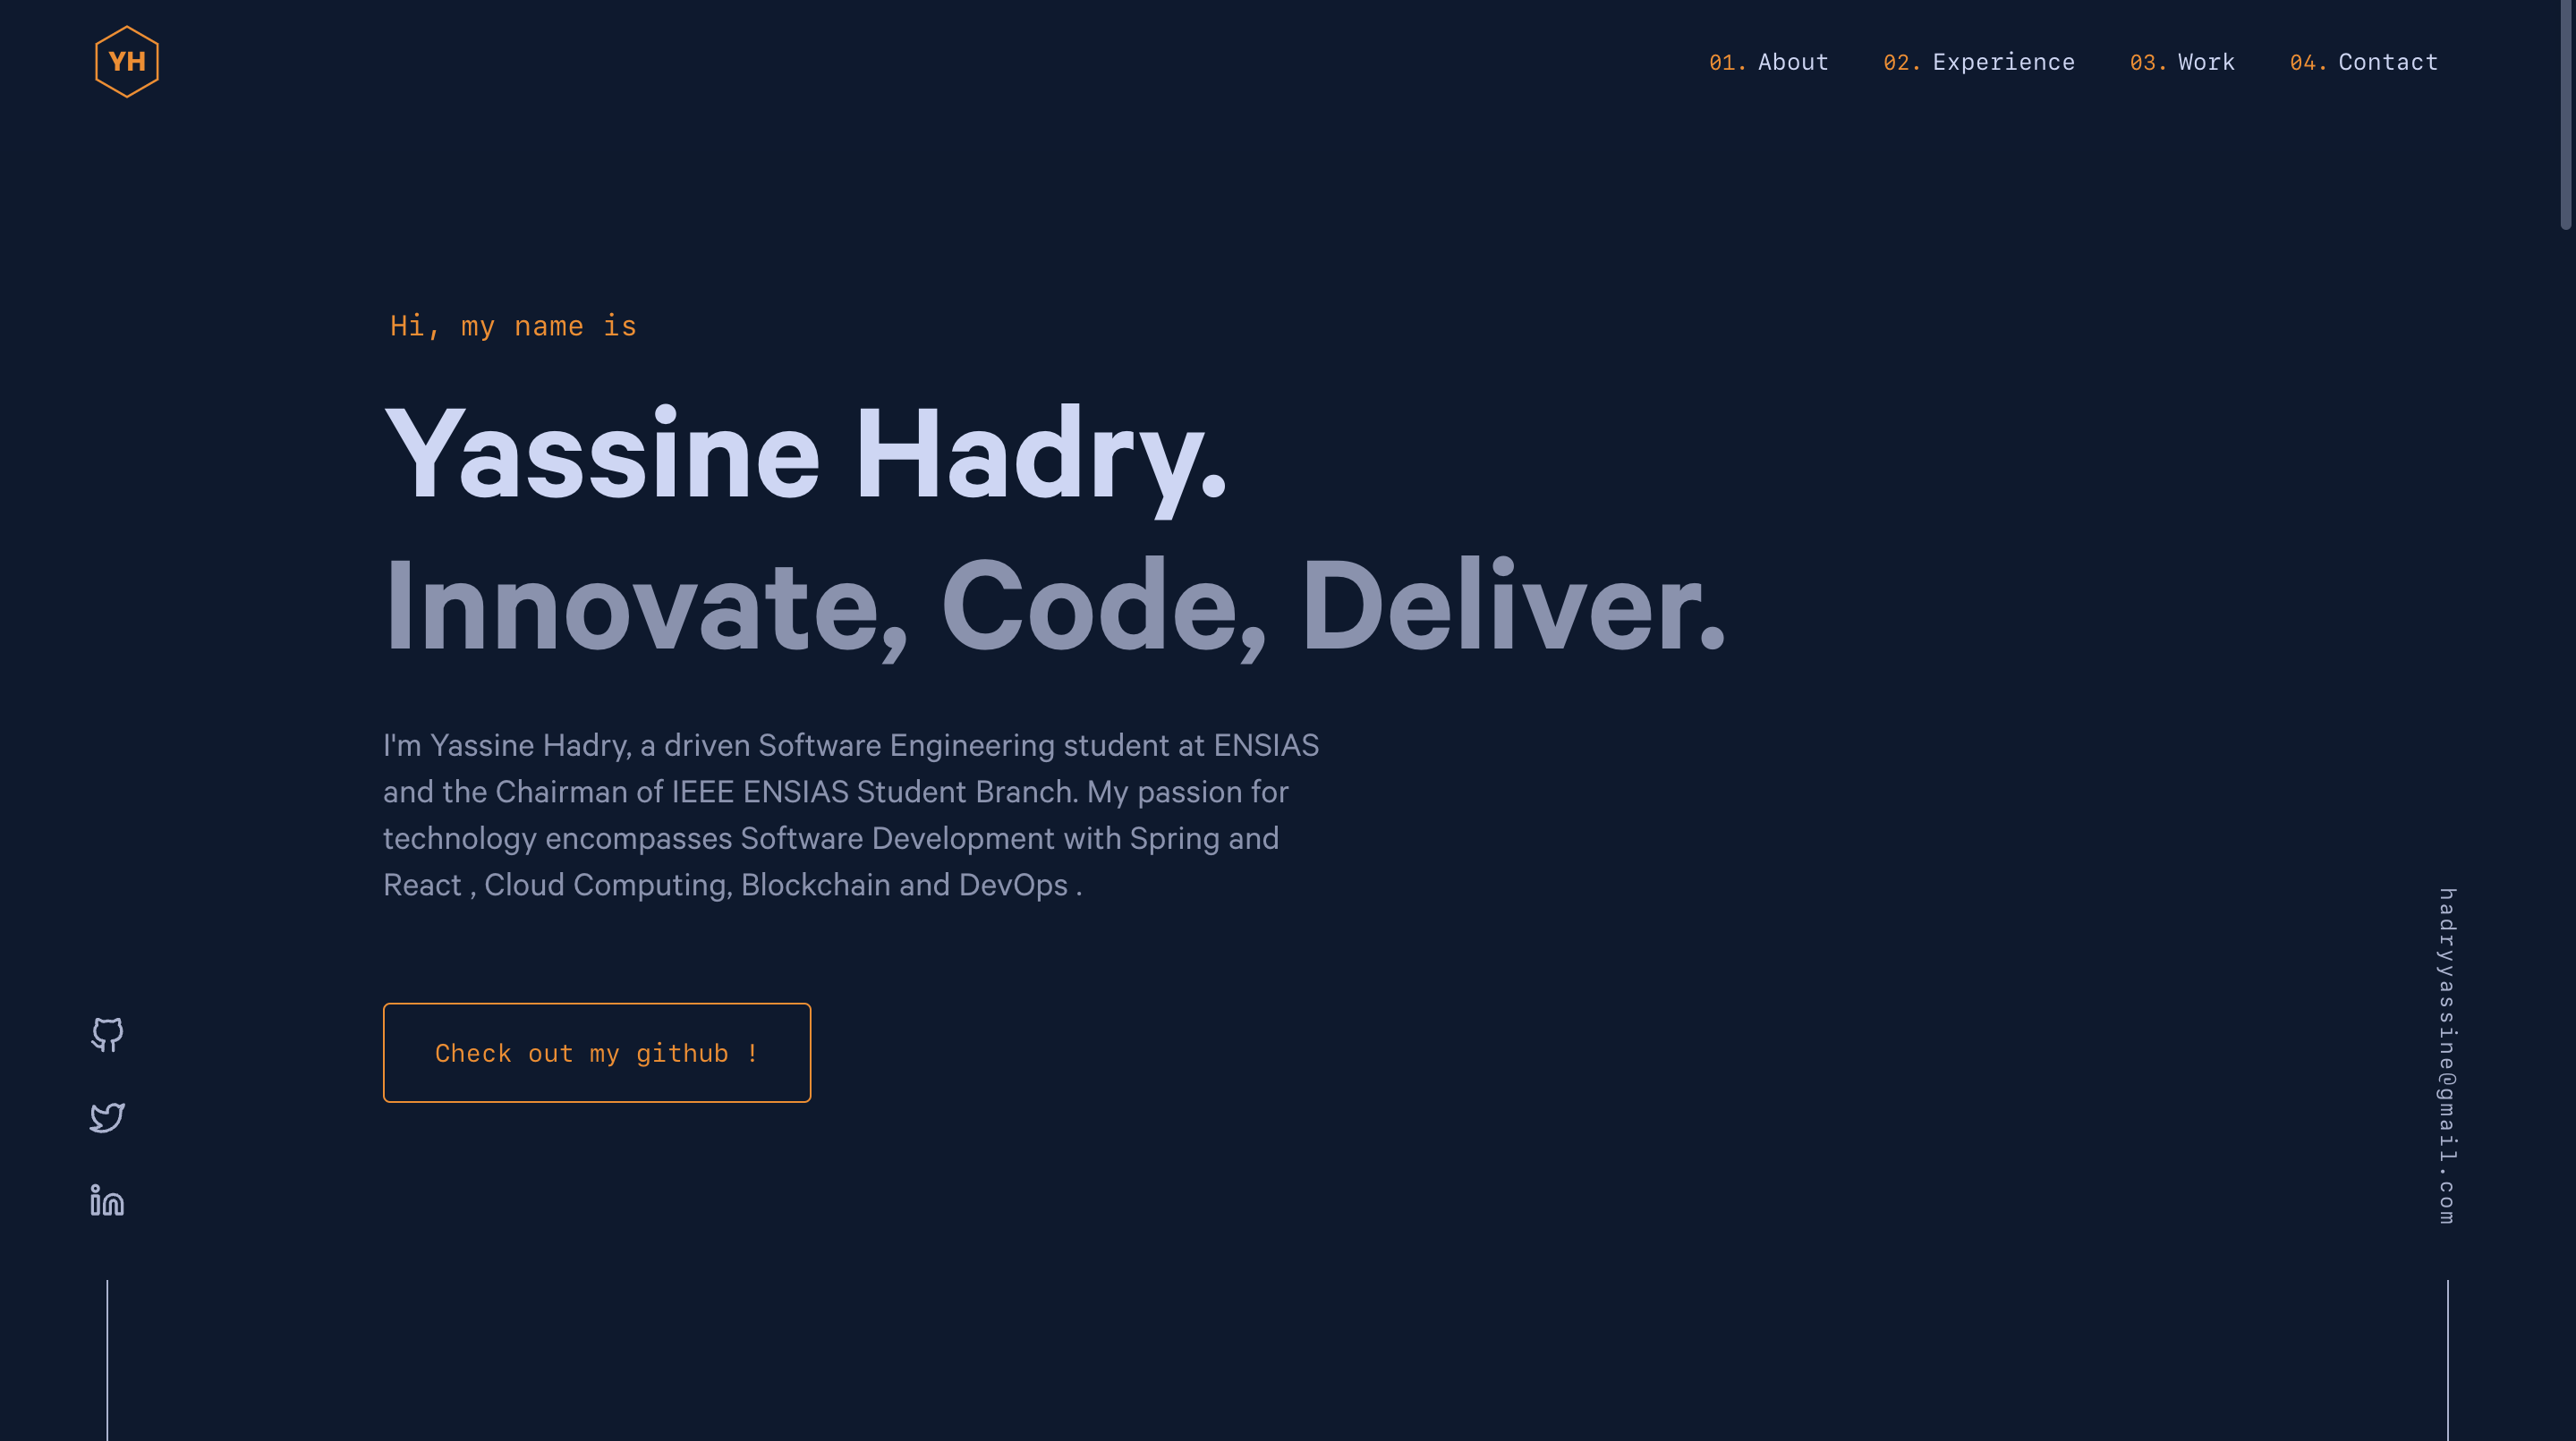 YH
01. About
02. Experience
03. Work
04. Contact
Hi, my name is
Yassine Hadry.
Innovate, Code, Deliver.
I'm Yassine Hadry, a driven Software Engineering student at ENSIAS
and the Chairman of IEEE ENSIAS Student Branch. My passion for
technology encompasses Software Development with Spring and
React , Cloud Computing, Blockchain and DevOps .
Check out my github !
in
hadryyassine@gmail.com